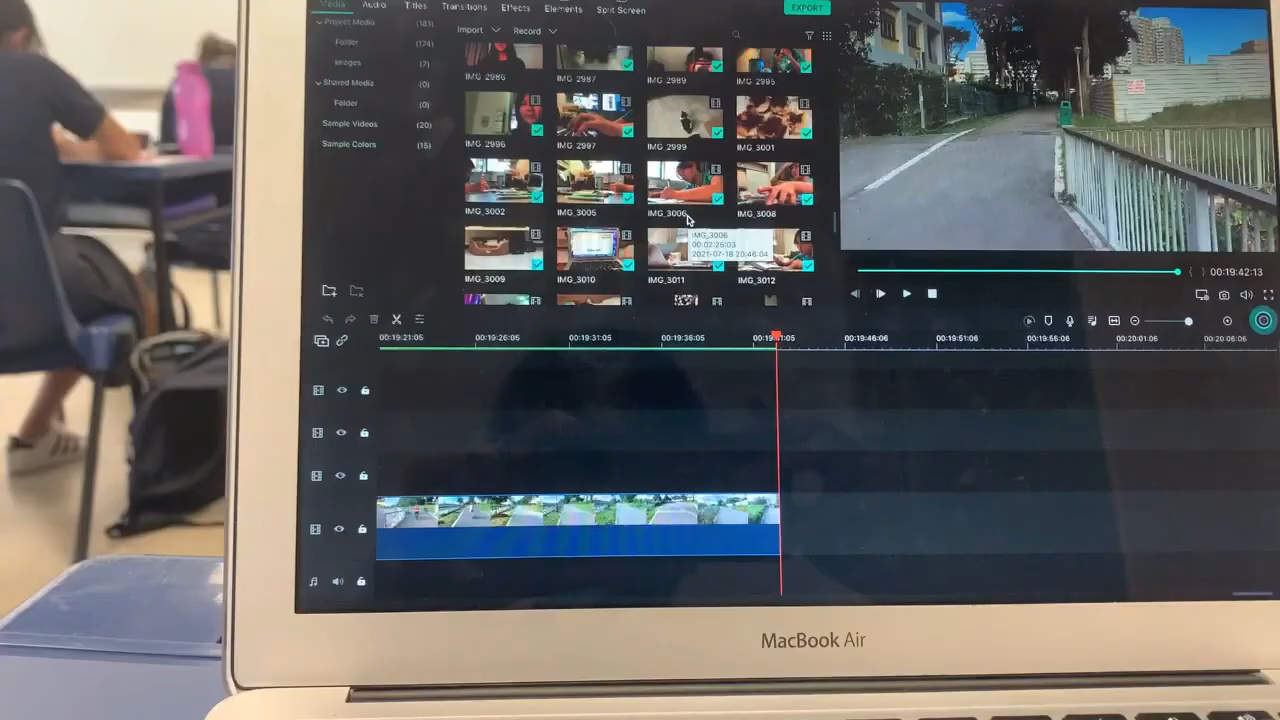 Media Audio Titles Transitions Effects Elements Split Screen EXPORT
Project Media (181)
Folder (174)
Images (7)
Shared Media (0)
Folder (0)
Sample Videos (20)
Sample Colors (15)
Import Record
IMG_2986 IMG_2987 IMG_2989 IMG_2995
IMG_2996 IMG_2997 IMG_2999 IMG_3001
IMG_3002 IMG_3005 IMG_3006 IMG_3008
IMG_3006
00:02:25:03
2021-07-18 20:46:04
IMG_3009 IMG_3010 IMG_3011 IMG_3012
00:19:42:13
00:19:21:05 00:19:26:05 00:19:31:05 00:19:36:05 00:19:41:05 00:19:46:06 00:19:51:06 00:19:56:06 00:20:01:06 00:20:06:06
MacBook Air